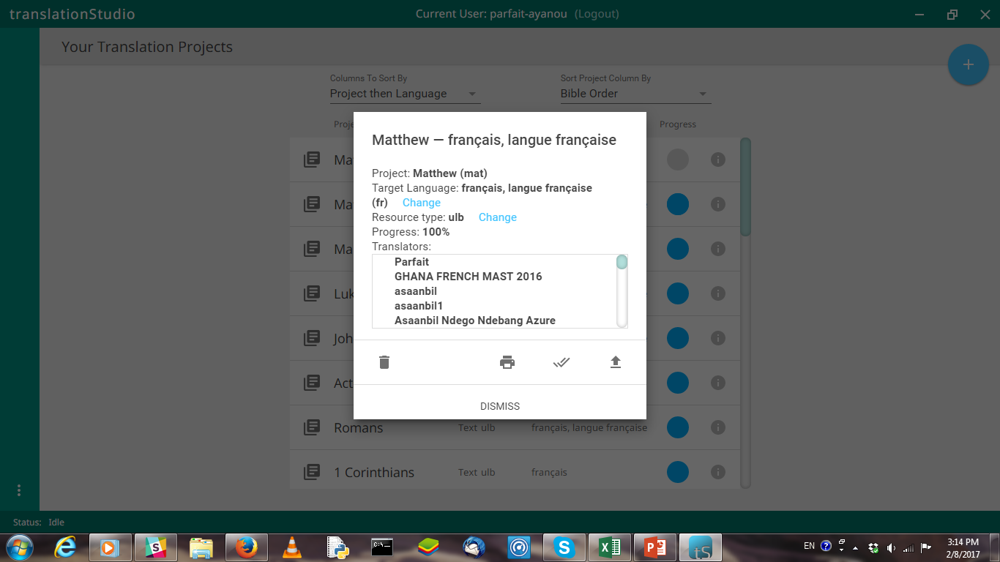 translationStudio
Current User: parfait-ayanou (Logout)
Your Translation Projects
Columns To Sort By
Project then Language
Sort Project Column By
Bible Order
Proje
Progress
Ma
Ma
Ma
Luk
Joh
Act
Romans Text ulb français, langue française
1 Corinthians Text ulb français
Matthew — français, langue française
Project: Matthew (mat)
Target Language: français, langue française
(fr) Change
Resource type: ulb Change
Progress: 100%
Translators:
Parfait
GHANA FRENCH MAST 2016
asaanbil
asaanbil1
Asaanbil Ndego Ndebang Azure
DISMISS
Status: Idle
C:\_
S
S
X
P
tS
EN
3:14 PM
2/8/2017